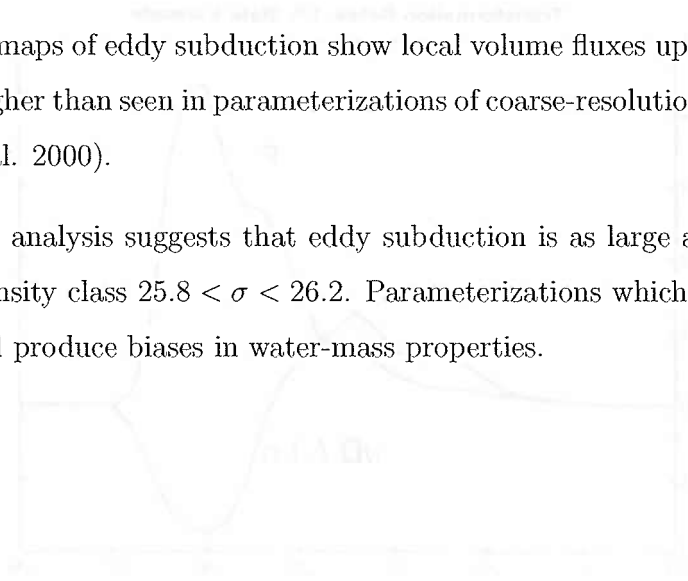 maps of eddy subduction show local volume fluxes up
gher than seen in parameterizations of coarse-resolutio
l. 2000).
analysis suggests that eddy subduction is as large a
nsity class 25.8 < σ < 26.2. Parameterizations which
l produce biases in water-mass properties.